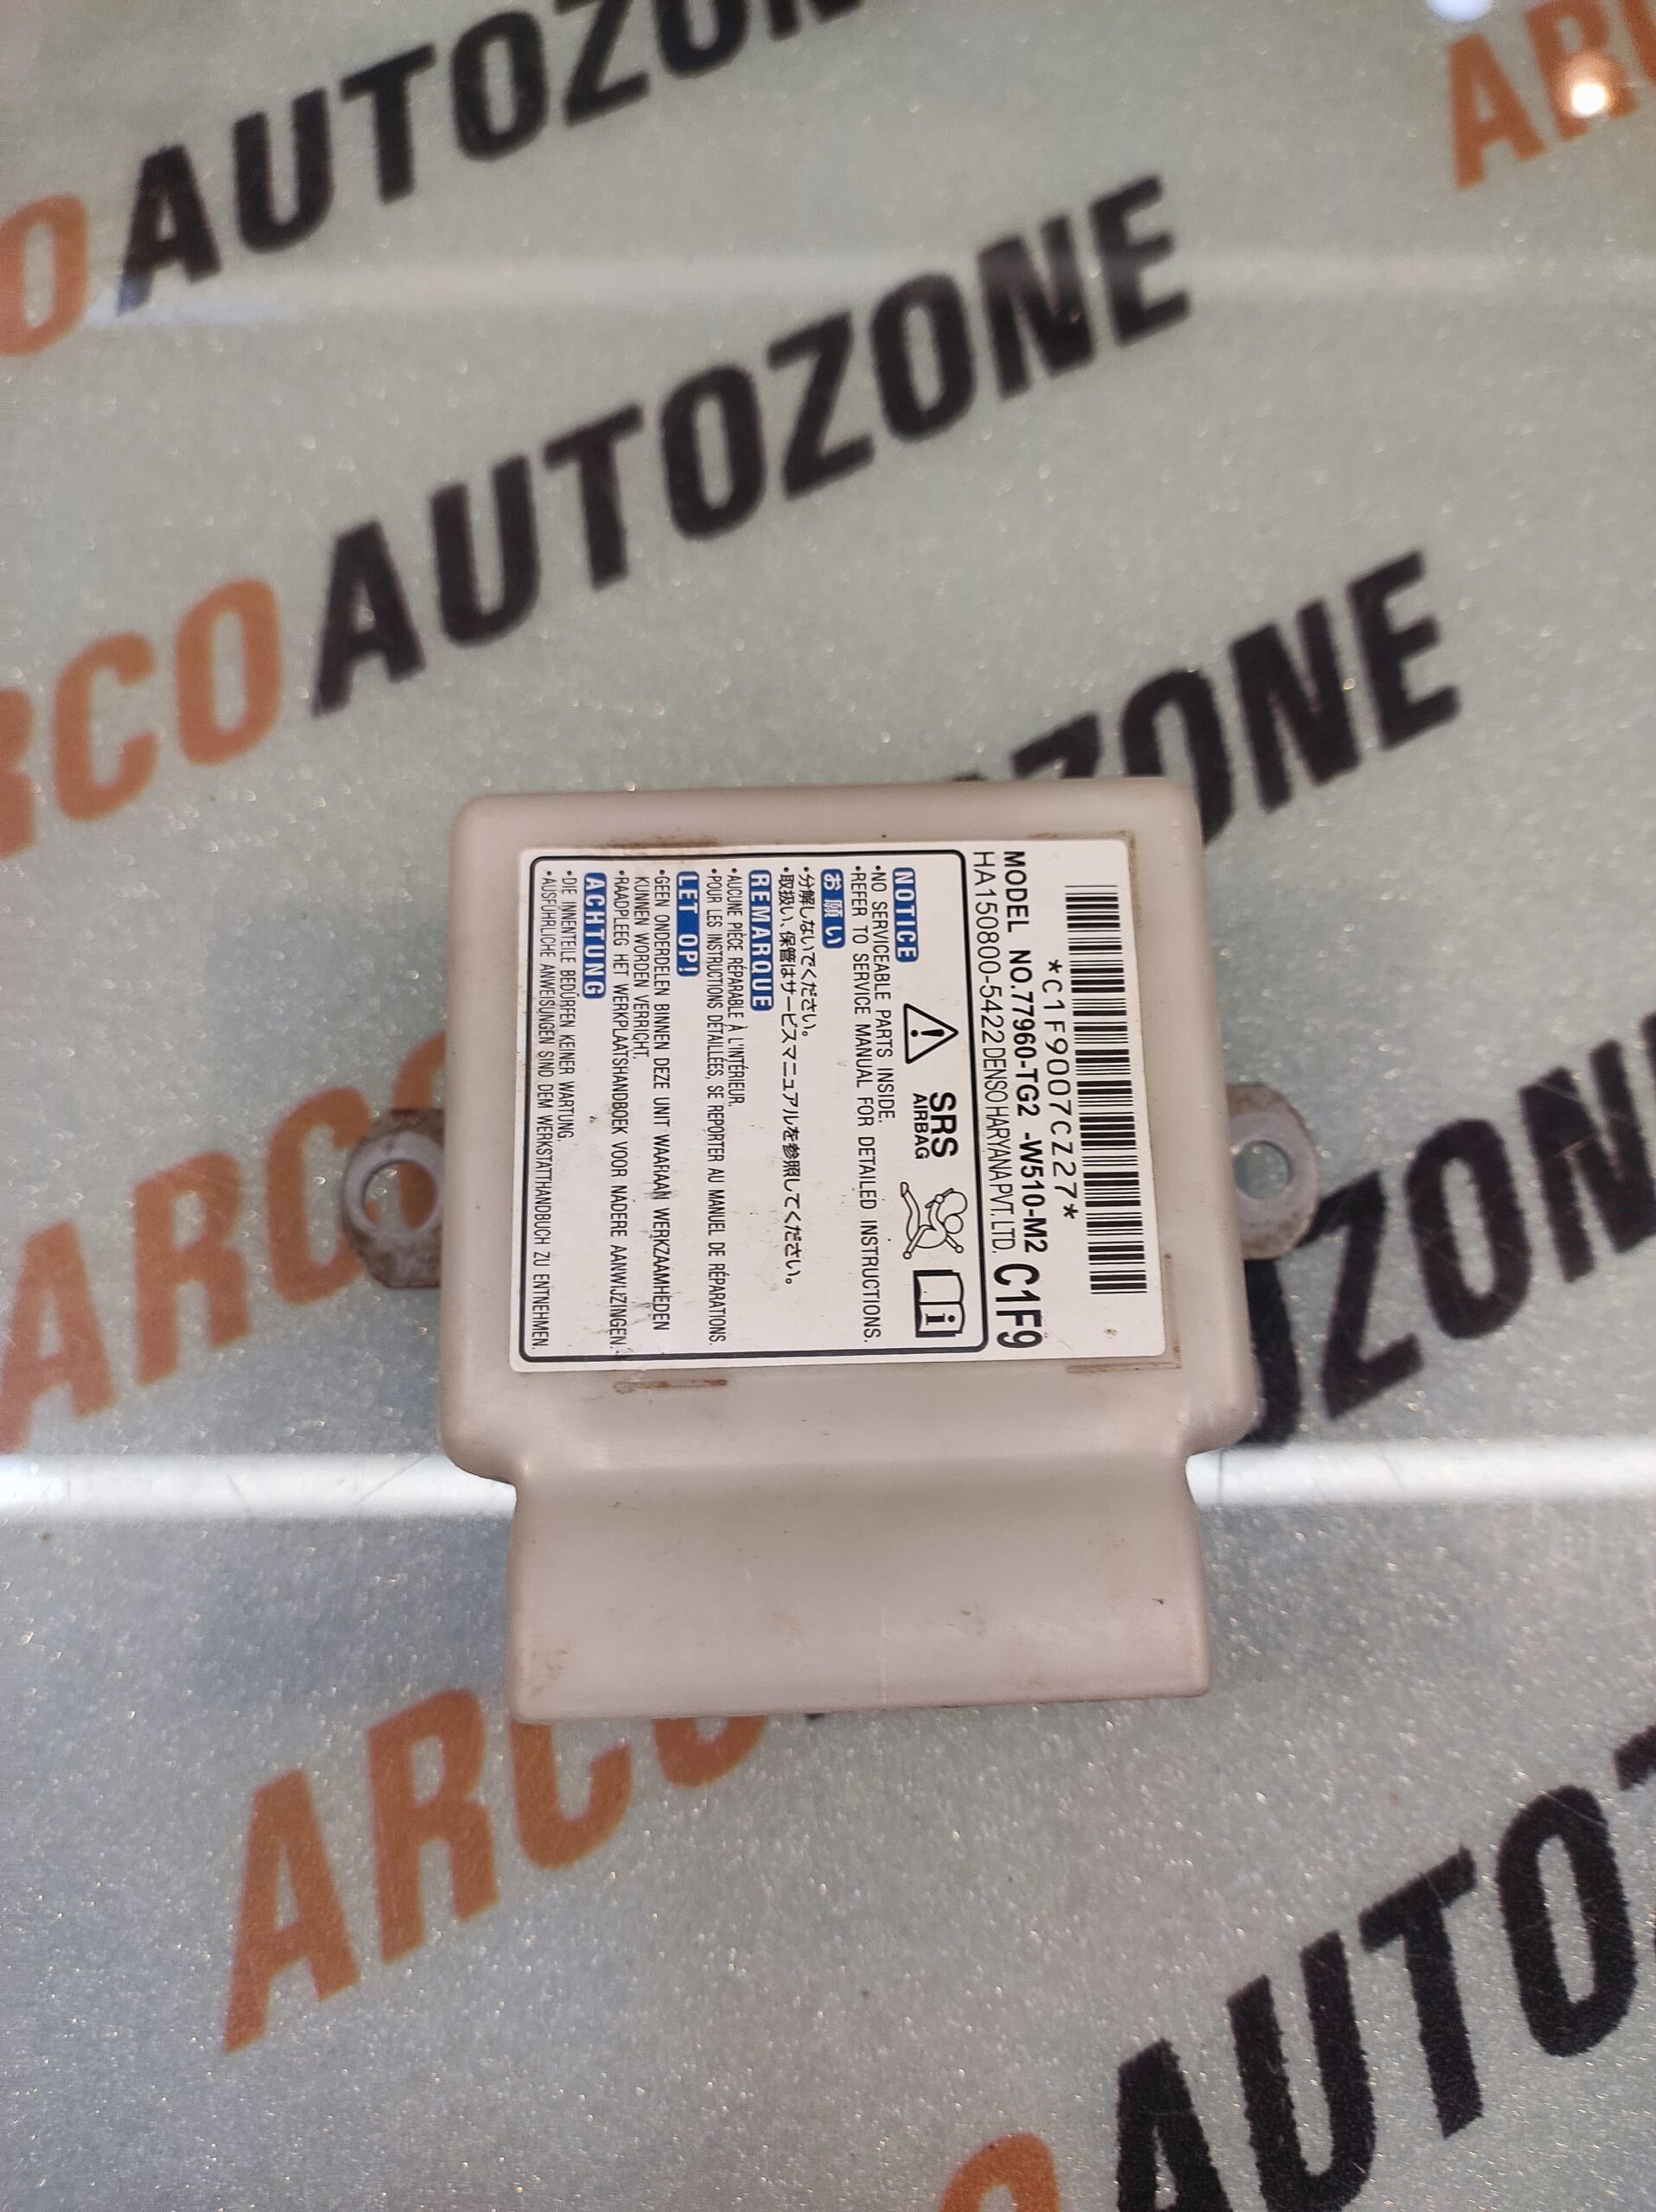 ARCOAUTOZONE
*C1F9007CZ27*
MODEL NO.77960-TG2 -W510-M2
HA150800-5422DENSO HARYANA PVT. LTD. C1F9
NOTICE
SRS
AIRBAG
i
•NO SERVICEABLE PARTS INSIDE.
•REFER TO SERVICE MANUAL FOR DETAILED INSTRUCTIONS.
お願い
•分解しないでください。
•取扱い、保管はサービスマニュアルを参照してください。
REMARQUE
•AUCUNE PIÈCE RÉPARABLE À L'INTÉRIEUR.
•POUR LES INSTRUCTIONS DÉTAILLÉES, SE REPORTER AU MANUEL DE RÉPARATIONS.
LET OP!
•GEEN ONDERDELEN BINNEN DEZE UNIT WAARAAN WERKZAAMHEDEN
KUNNEN WORDEN VERRICHT.
•RAADPLEEG HET WERKPLAATSHANDBOEK VOOR NADERE AANWIJZINGEN.
ACHTUNG
•DIE INNENTEILE BEDÜRFEN KEINER WARTUNG.
•AUSFÜHRLICHE ANWEISUNGEN SIND DEM WERKSTATTHANDBUCH ZU ENTNEHMEN.